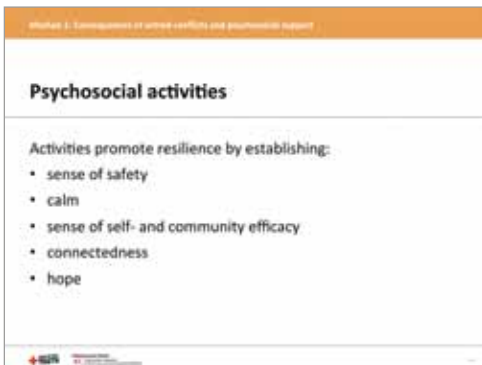 Module 1: Consequences of armed conflicts and psychosocial support
Psychosocial activities
Activities promote resilience by establishing:
• sense of safety
• calm
• sense of self- and community efficacy
• connectedness
• hope